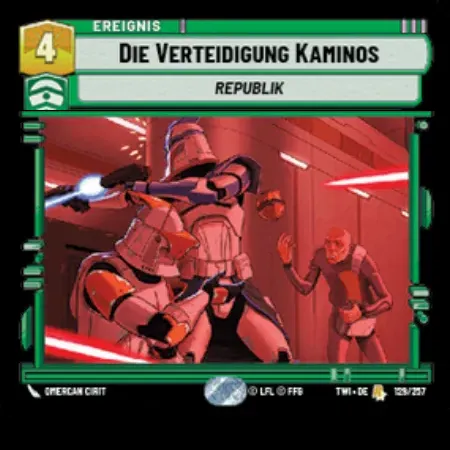 EREIGNIS
4
DIE VERTEIDIGUNG KAMINOS
REPUBLIK
OMERCAN CIRIT
Ⓒ LFL Ⓟ FFG
TWI • DE
129/257